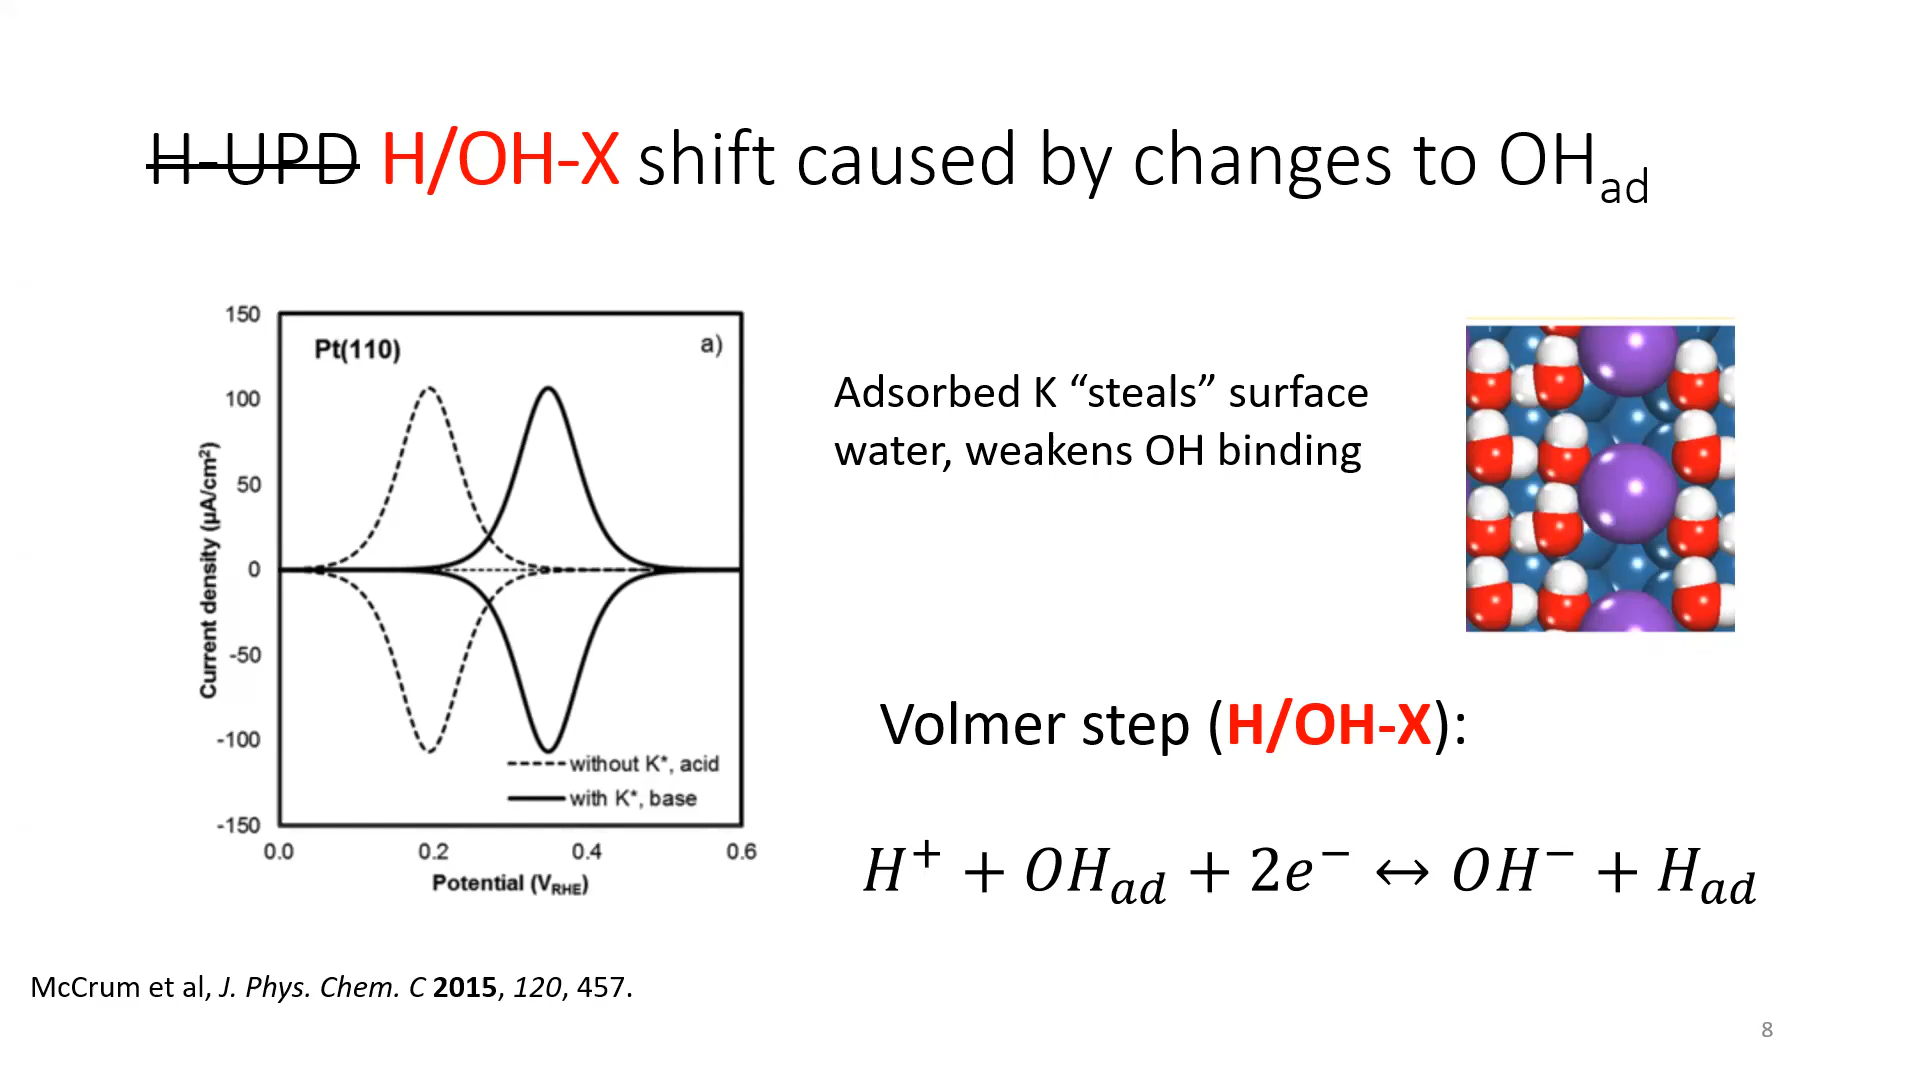 H-UPD H/OH-X shift caused by changes to OHad
150
100
50
0
-50
-100
-150
Current density (μA/cm²)
Pt(110)
a)
without K*, acid
with K*, base
0.0 0.2 0.4 0.6
Potential (VRHE)
Adsorbed K “steals” surface
water, weakens OH binding
Volmer step (H/OH-X):
H⁺ + OHad + 2e⁻ ↔ OH⁻ + Had
McCrum et al, J. Phys. Chem. C 2015, 120, 457.
8